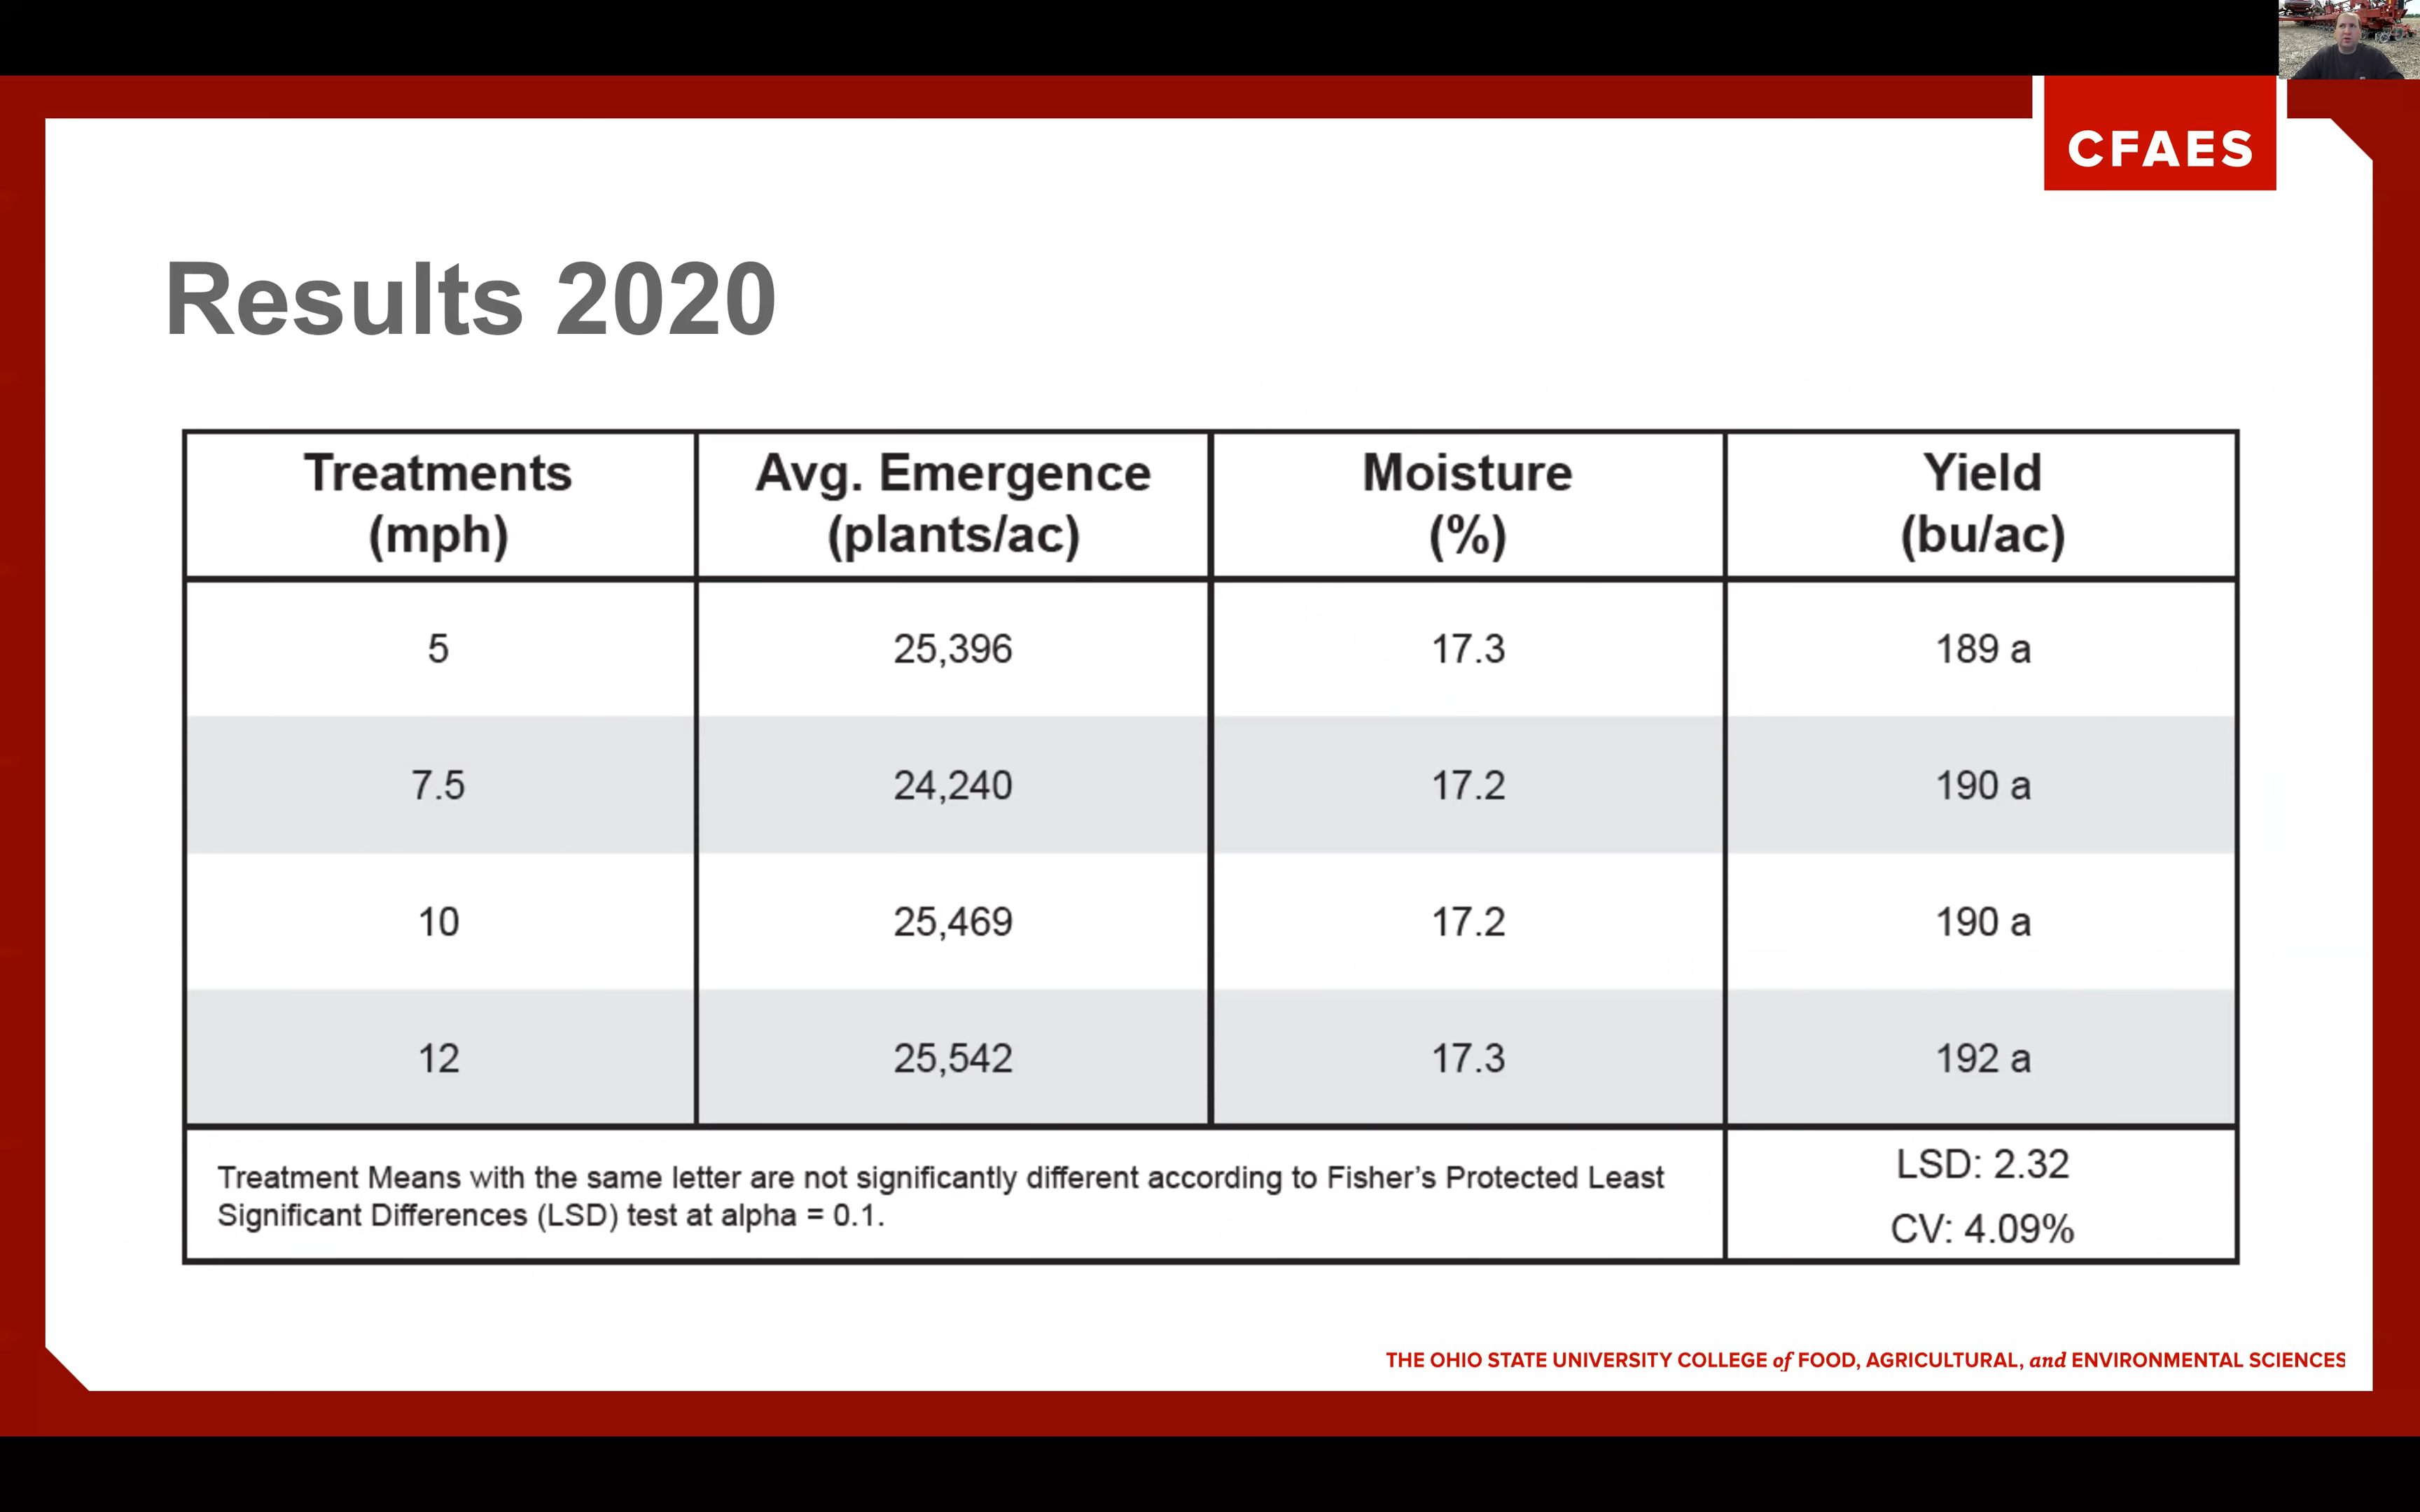 CFAES
Results 2020
Treatments (mph) Avg. Emergence (plants/ac) Moisture (%) Yield (bu/ac)
5 25,396 17.3 189 a
7.5 24,240 17.2 190 a
10 25,469 17.2 190 a
12 25,542 17.3 192 a
Treatment Means with the same letter are not significantly different according to Fisher’s Protected Least
Significant Differences (LSD) test at alpha = 0.1.
LSD: 2.32
CV: 4.09%
THE OHIO STATE UNIVERSITY COLLEGE of FOOD, AGRICULTURAL, and ENVIRONMENTAL SCIENCES